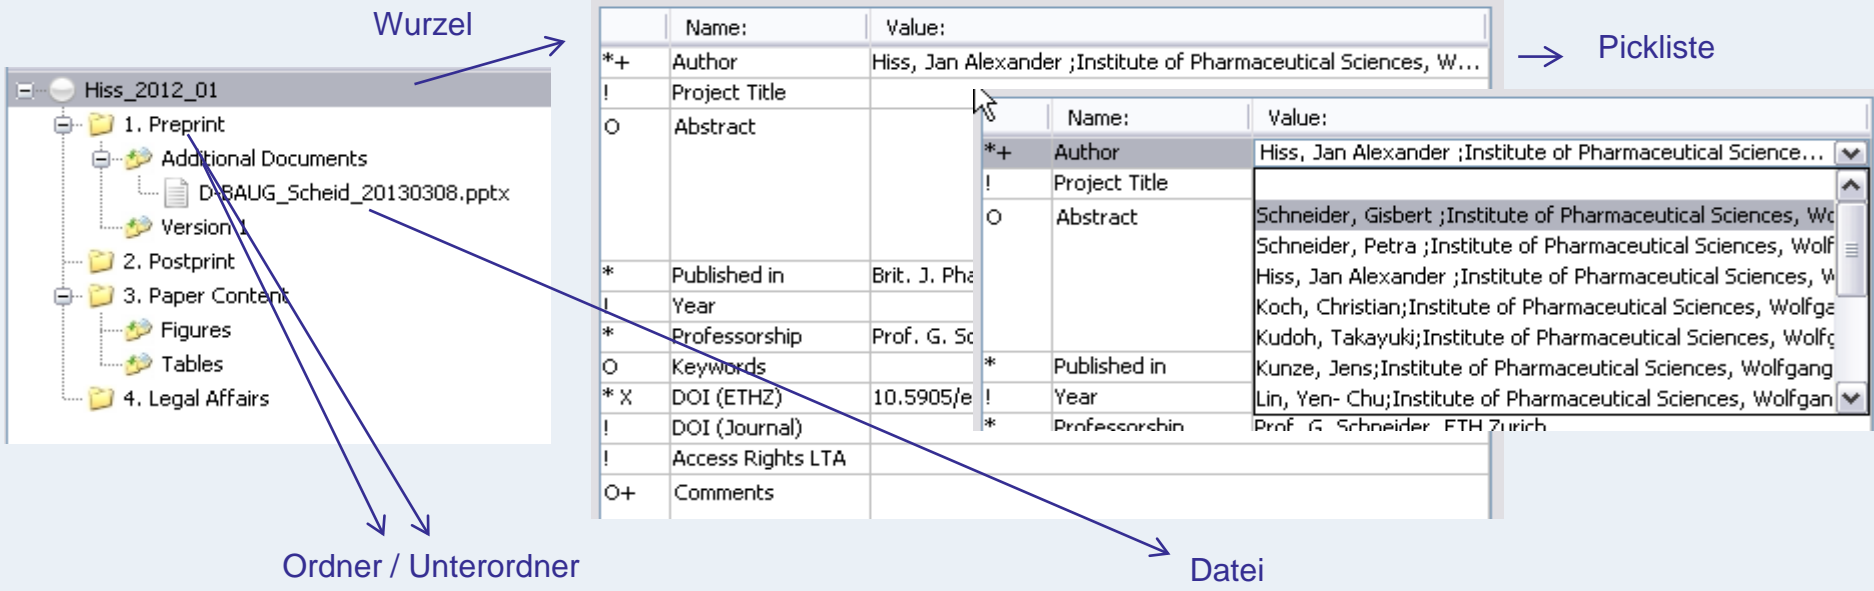 Wurzel
Hiss_2012_01
1. Preprint
Additional Documents
D-BAUG_Scheid_20130308.pptx
Version 1
2. Postprint
3. Paper Content
Figures
Tables
4. Legal Affairs
Name: Value:
*+ Author Hiss, Jan Alexander ;Institute of Pharmaceutical Sciences, W...
! Project Title
O Abstract
* Published in Brit. J. Pha
! Year
* Professorship Prof. G. Sc
O Keywords
* X DOI (ETHZ) 10.5905/e
! DOI (Journal)
! Access Rights LTA
O+ Comments
Pickliste
Name: Value:
*+ Author Hiss, Jan Alexander ;Institute of Pharmaceutical Science...
! Project Title
O Abstract
Schneider, Gisbert ;Institute of Pharmaceutical Sciences, Wo
Schneider, Petra ;Institute of Pharmaceutical Sciences, Wolf
Hiss, Jan Alexander ;Institute of Pharmaceutical Sciences, W
Koch, Christian;Institute of Pharmaceutical Sciences, Wolfga
Kudoh, Takayuki;Institute of Pharmaceutical Sciences, Wolfg
* Published in Kunze, Jens;Institute of Pharmaceutical Sciences, Wolfgang
! Year Lin, Yen- Chu;Institute of Pharmaceutical Sciences, Wolfgan
* Professorship Prof. G. Schneider, ETH Zurich
Ordner / Unterordner
Datei